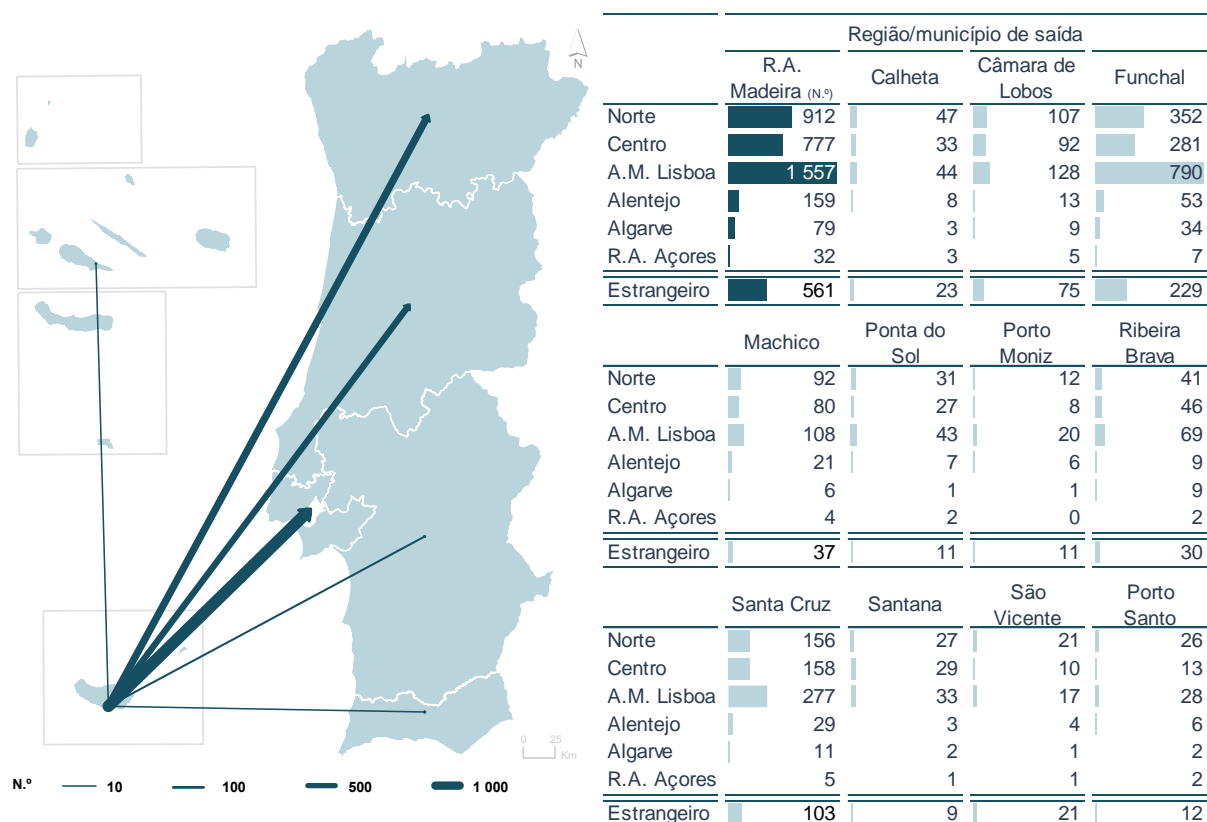 N
0 25
Km
N.º 10 100 500 1 000
Região/município de saída
R.A. Madeira (N.º) Calheta Câmara de Lobos Funchal
Norte 912 47 107 352
Centro 777 33 92 281
A.M. Lisboa 1 557 44 128 790
Alentejo 159 8 13 53
Algarve 79 3 9 34
R.A. Açores 32 3 5 7
Estrangeiro 561 23 75 229
Machico Ponta do Sol Porto Moniz Ribeira Brava
Norte 92 31 12 41
Centro 80 27 8 46
A.M. Lisboa 108 43 20 69
Alentejo 21 7 6 9
Algarve 6 1 1 9
R.A. Açores 4 2 0 2
Estrangeiro 37 11 11 30
Santa Cruz Santana São Vicente Porto Santo
Norte 156 27 21 26
Centro 158 29 10 13
A.M. Lisboa 277 33 17 28
Alentejo 29 3 4 6
Algarve 11 2 1 2
R.A. Açores 5 1 1 2
Estrangeiro 103 9 21 12